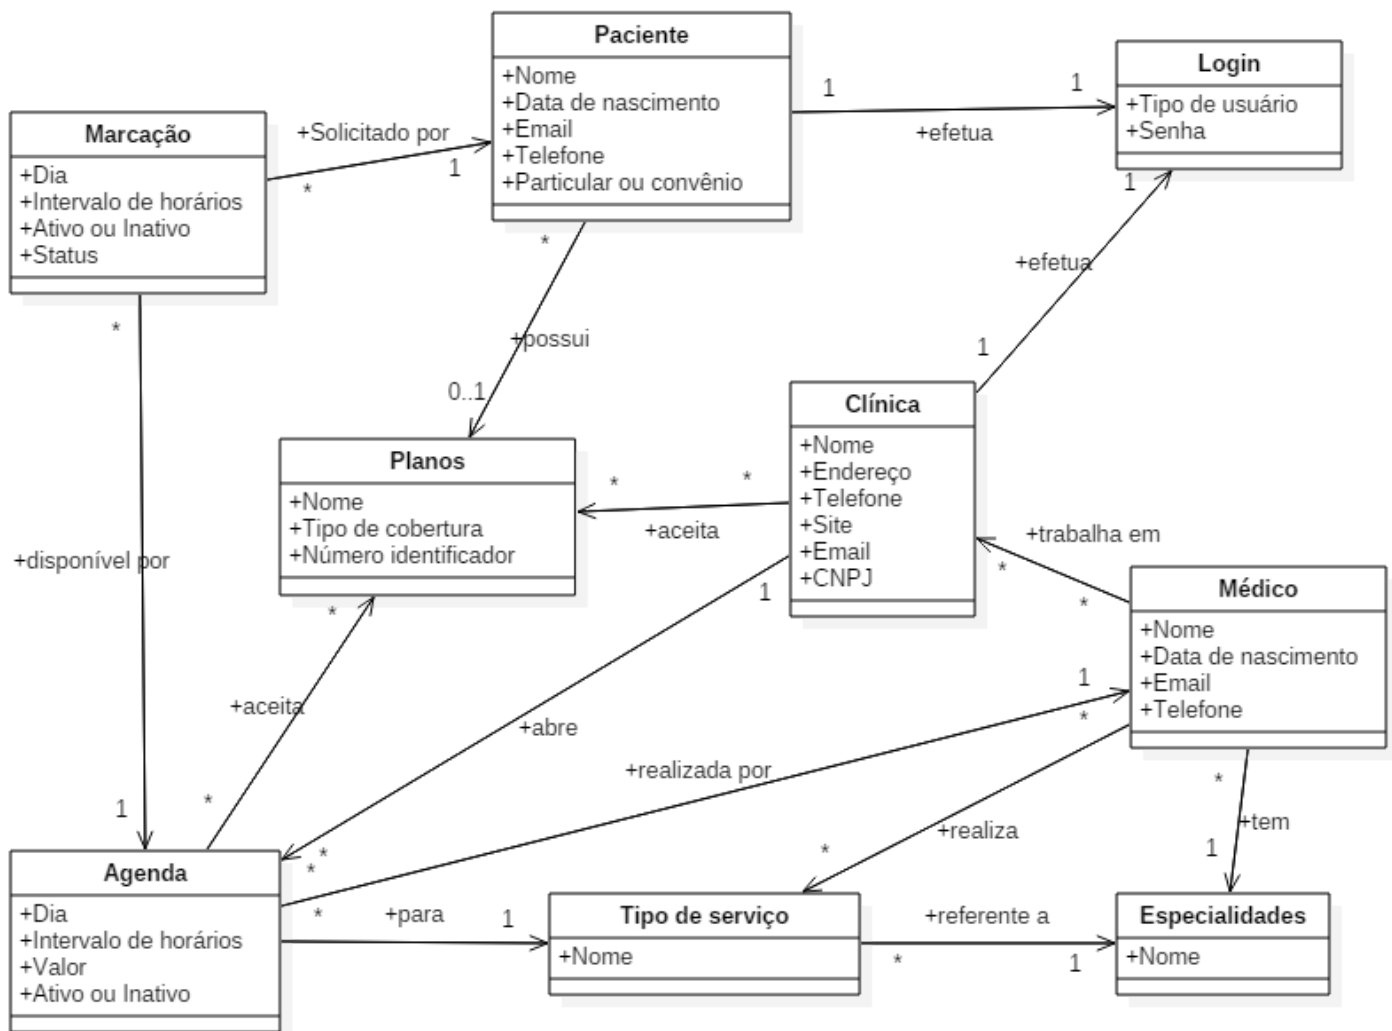 Paciente
+Nome
+Data de nascimento
+Email
+Telefone
+Particular ou convênio
Login
+Tipo de usuário
+Senha
Marcação
+Dia
+Intervalo de horários
+Ativo ou Inativo
+Status
+Solicitado por
*
1
1
1
+efetua
*
+possui
0..1
1
+efetua
1
*
+disponível por
1
Planos
+Nome
+Tipo de cobertura
+Número identificador
Clínica
+Nome
+Endereço
+Telefone
+Site
+Email
+CNPJ
*
*
+aceita
+trabalha em
*
*
Médico
+Nome
+Data de nascimento
+Email
+Telefone
*
+aceita
*
1
+abre
*
1
+realizada por
*
*
+realiza
*
*
+tem
1
Agenda
+Dia
+Intervalo de horários
+Valor
+Ativo ou Inativo
*
+para
1
Tipo de serviço
+Nome
+referente a
*
1
Especialidades
+Nome